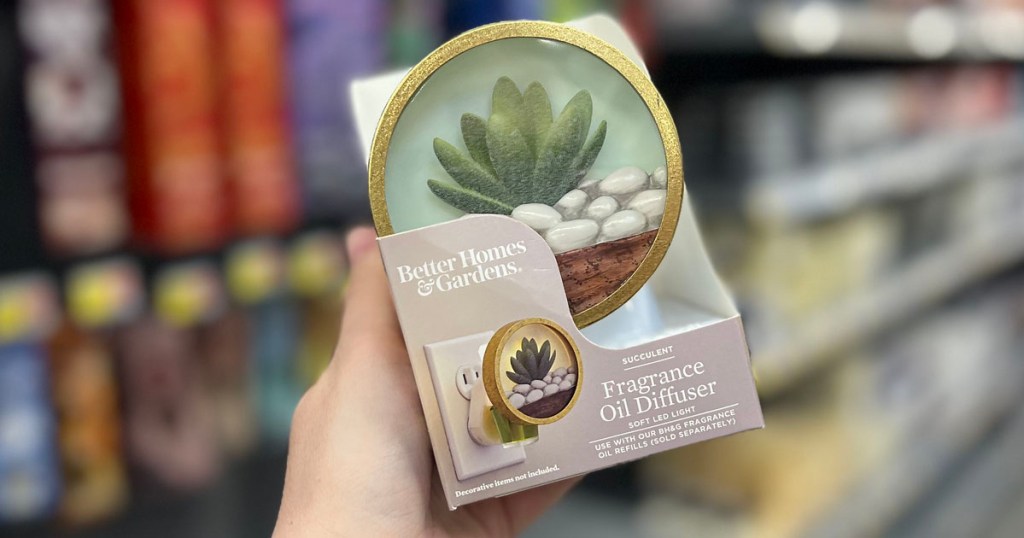 Better Homes
& Gardens®
SUCCULENT
Fragrance
Oil Diffuser
SOFT LED LIGHT
USE WITH OUR BH&G FRAGRANCE
OIL REFILLS (SOLD SEPARATELY)
Decorative items not included.